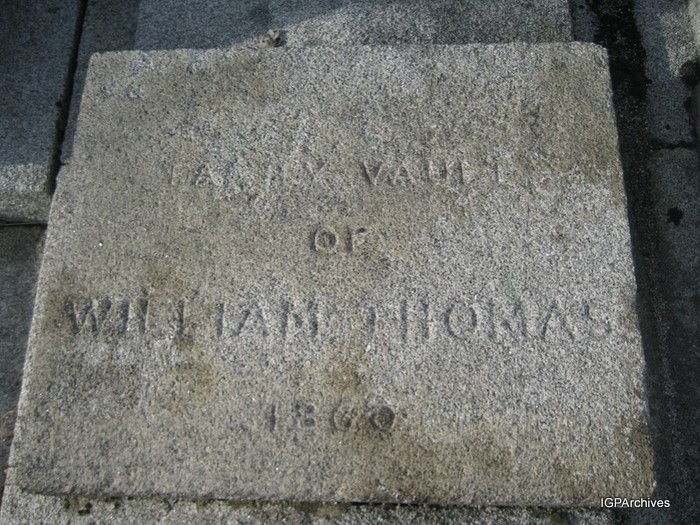 FAMILY VAULT
OF
WILLIAM THOMAS
1860
IGPArchives